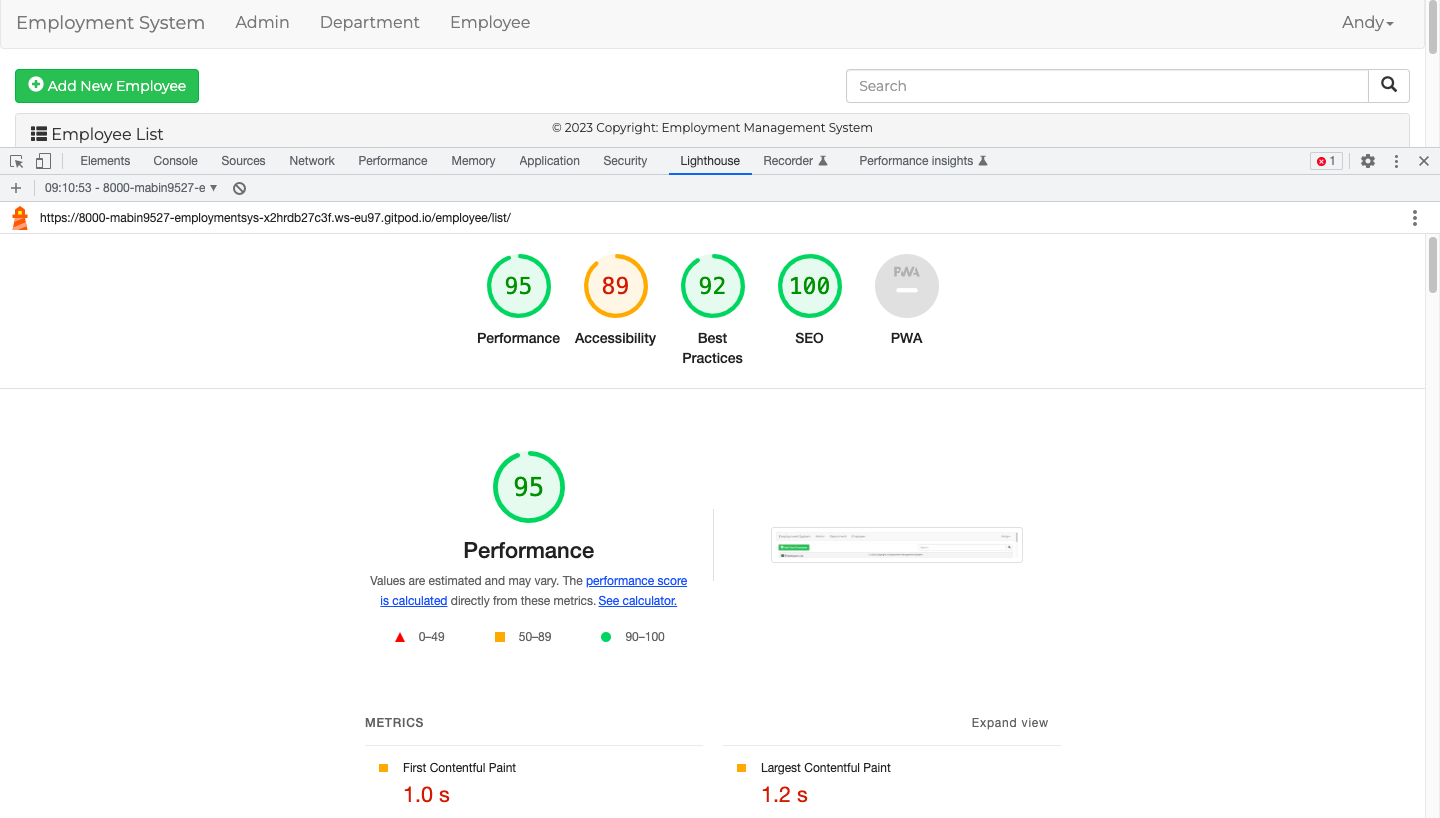 Employment System Admin Department Employee Andy
Add New Employee Search
Employee List © 2023 Copyright: Employment Management System
Elements Console Sources Network Performance Memory Application Security Lighthouse Recorder Performance insights 1
09:10:53 - 8000-mabin9527-e
https://8000-mabin9527-employmentsys-x2hrdb27c3f.ws-eu97.gitpod.io/employee/list/
95 89 92 100 PWA
Performance Accessibility Best Practices SEO PWA
95
Performance
Values are estimated and may vary. The performance score
is calculated directly from these metrics. See calculator.
0–49 50–89 90–100
METRICS Expand view
First Contentful Paint Largest Contentful Paint
1.0 s 1.2 s